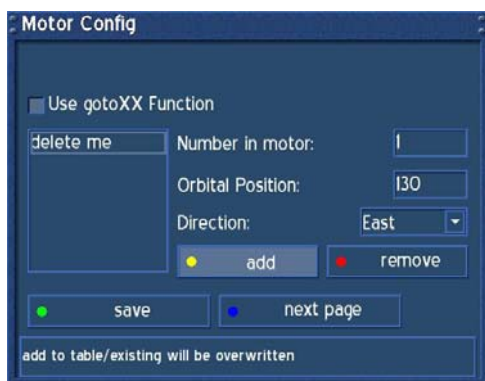 Motor Config
Use gotoXX Function
delete me
Number in motor: 1
Orbital Position: 130
Direction: East
add remove
save next page
add to table/existing will be overwritten